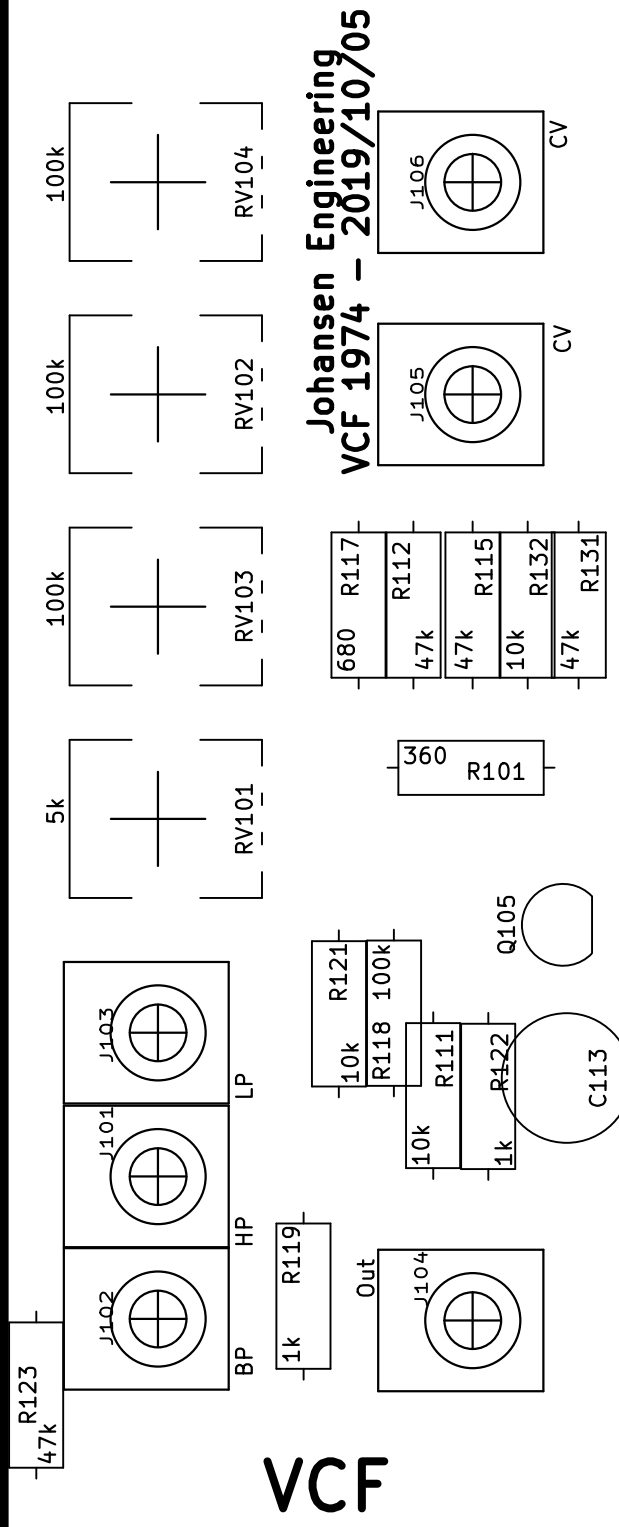 100k
RV104
Johansen Engineering
VCF 1974 – 2019/10/05
J106
CV
100k
RV102
J105
CV
100k
RV103
R117
680
R112
47k
R115
47k
R132
10k
R131
47k
5k
RV101
360
R101
Q105
R121
10k
100k
R118
R111
10k
R122
1k
C113
J103
LP
J101
HP
J102
BP
R119
1k
Out
J104
R123
47k
VCF